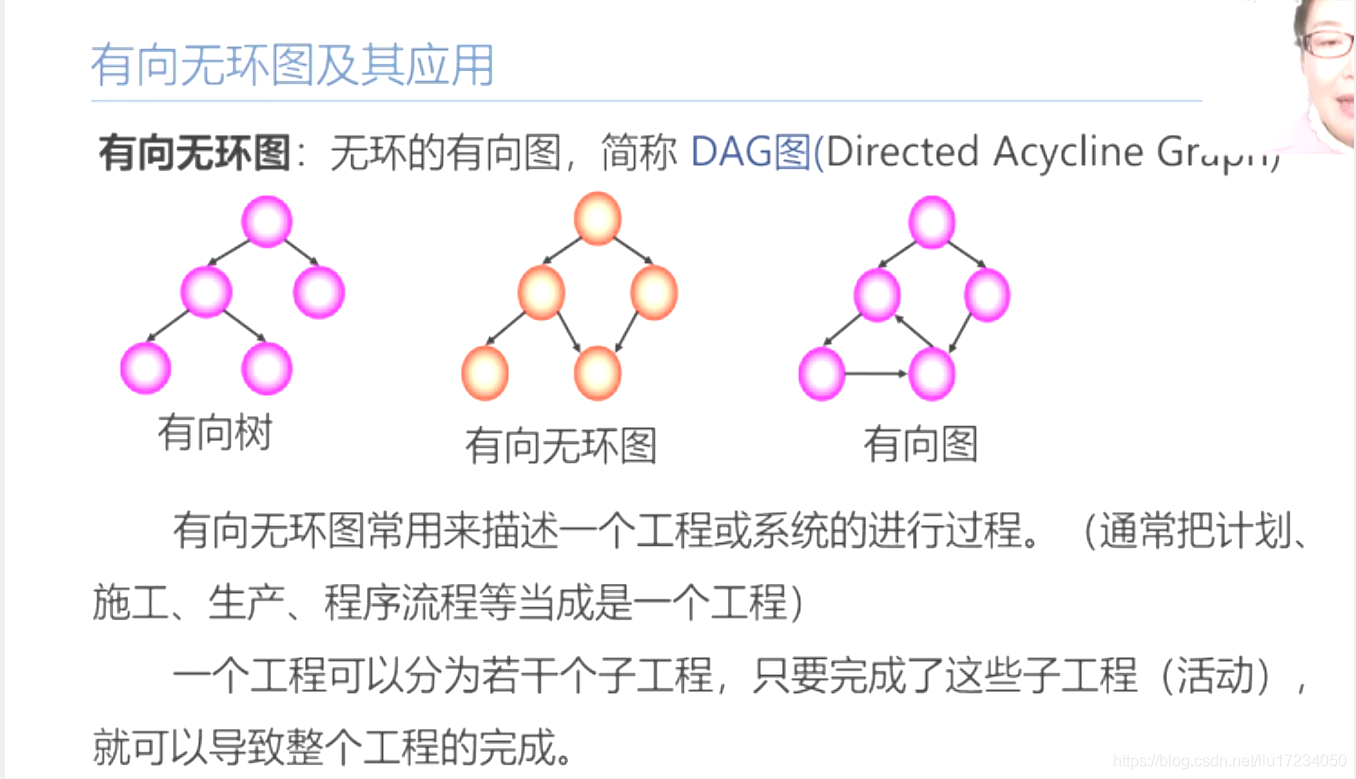 有向无环图及其应用
有向无环图：无环的有向图，简称 DAG图(Directed Acycline Graph)
有向树
有向无环图
有向图
有向无环图常用来描述一个工程或系统的进行过程。（通常把计划、
施工、生产、程序流程等当成是一个工程）
一个工程可以分为若干个子工程，只要完成了这些子工程（活动），
就可以导致整个工程的完成。
https://blog.csdn.net/liu17234050